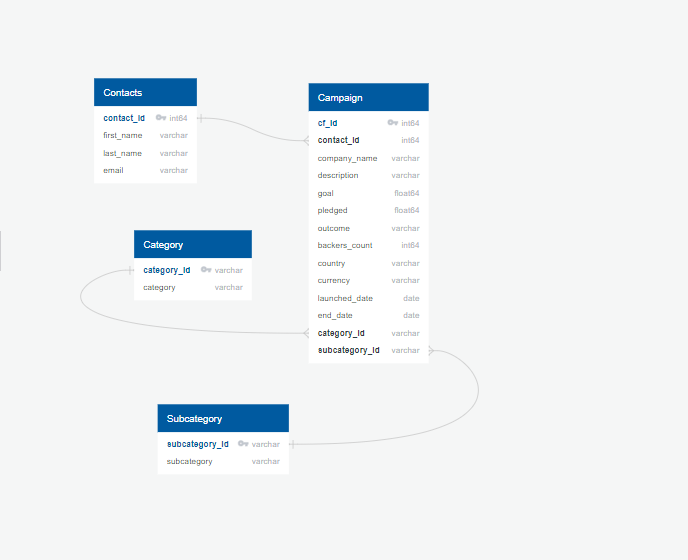 Contacts
contact_id int64
first_name varchar
last_name varchar
email varchar
Campaign
cf_id int64
contact_id int64
company_name varchar
description varchar
goal float64
pledged float64
outcome varchar
backers_count int64
country varchar
currency varchar
launched_date date
end_date date
category_id varchar
subcategory_id varchar
Category
category_id varchar
category varchar
Subcategory
subcategory_id varchar
subcategory varchar